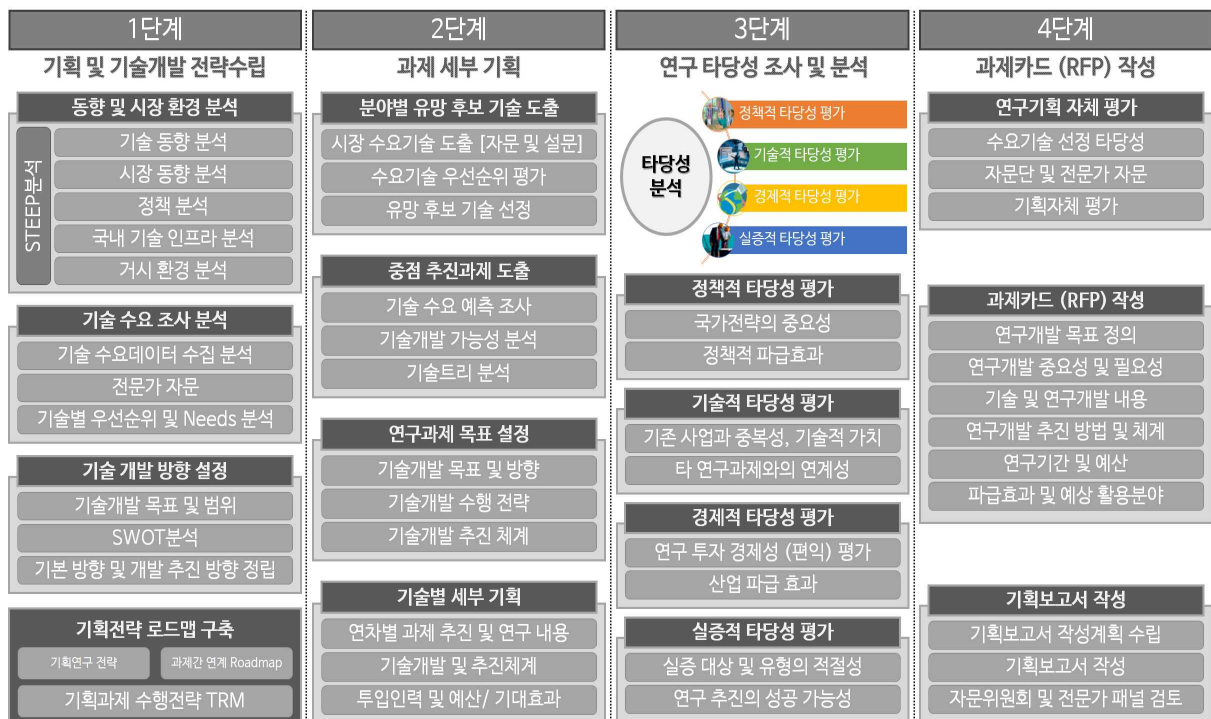 1단계
기획 및 기술개발 전략수립
동향 및 시장 환경 분석
STEEP분석
기술 동향 분석
시장 동향 분석
정책 분석
국내 기술 인프라 분석
거시 환경 분석
기술 수요 조사 분석
기술 수요데이터 수집 분석
전문가 자문
기술별 우선순위 및 Needs 분석
기술 개발 방향 설정
기술개발 목표 및 범위
SWOT분석
기본 방향 및 개발 추진 방향 정립
기획전략 로드맵 구축
기획연구 전략
과제간 연계 Roadmap
기획과제 수행전략 TRM
2단계
과제 세부 기획
분야별 유망 후보 기술 도출
시장 수요기술 도출 [자문 및 설문]
수요기술 우선순위 평가
유망 후보 기술 선정
중점 추진과제 도출
기술 수요 예측 조사
기술개발 가능성 분석
기술트리 분석
연구과제 목표 설정
기술개발 목표 및 방향
기술개발 수행 전략
기술개발 추진 체계
기술별 세부 기획
연차별 과제 추진 및 연구 내용
기술개발 및 추진체계
투입인력 및 예산/ 기대효과
3단계
연구 타당성 조사 및 분석
타당성
분석
정책적 타당성 평가
기술적 타당성 평가
경제적 타당성 평가
실증적 타당성 평가
정책적 타당성 평가
국가전략의 중요성
정책적 파급효과
기술적 타당성 평가
기존 사업과 중복성, 기술적 가치
타 연구과제와의 연계성
경제적 타당성 평가
연구 투자 경제성 (편익) 평가
산업 파급 효과
실증적 타당성 평가
실증 대상 및 유형의 적절성
연구 추진의 성공 가능성
4단계
과제카드 (RFP) 작성
연구기획 자체 평가
수요기술 선정 타당성
자문단 및 전문가 자문
기획자체 평가
과제카드 (RFP) 작성
연구개발 목표 정의
연구개발 중요성 및 필요성
기술 및 연구개발 내용
연구개발 추진 방법 및 체계
연구기간 및 예산
파급효과 및 예상 활용분야
기획보고서 작성
기획보고서 작성계획 수립
기획보고서 작성
자문위원회 및 전문가 패널 검토